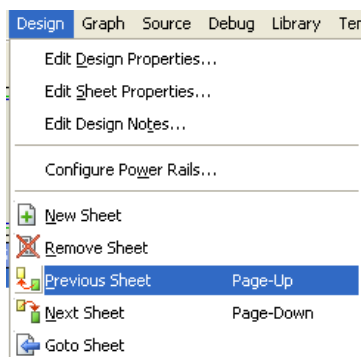 Design Graph Source Debug Library Ter
Edit Design Properties...
Edit Sheet Properties...
Edit Design Notes...
Configure Power Rails...
New Sheet
Remove Sheet
Previous Sheet Page-Up
Next Sheet Page-Down
Goto Sheet